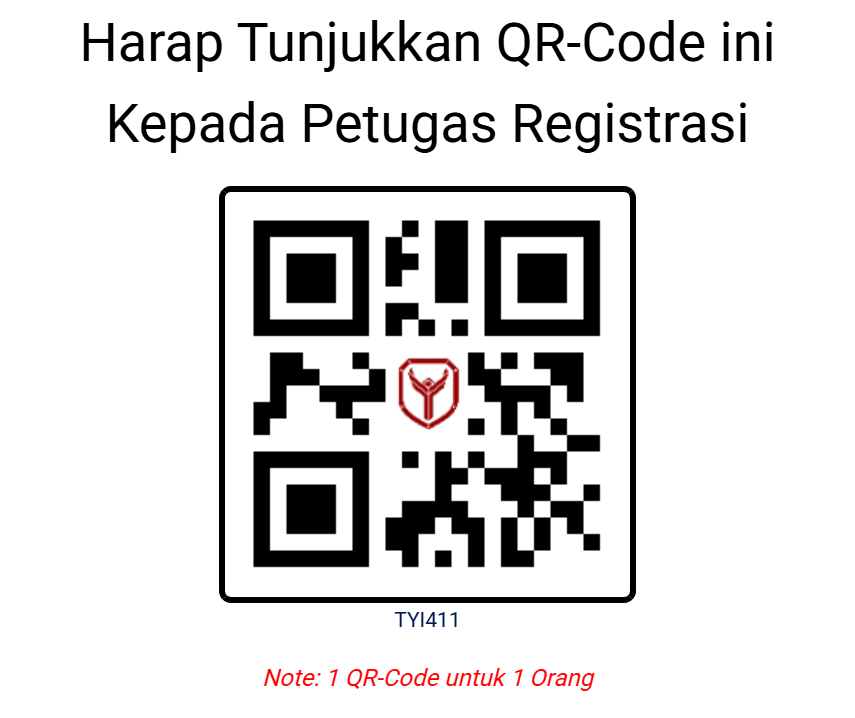 Harap Tunjukkan QR-Code ini
Kepada Petugas Registrasi
TYI411
Note: 1 QR-Code untuk 1 Orang